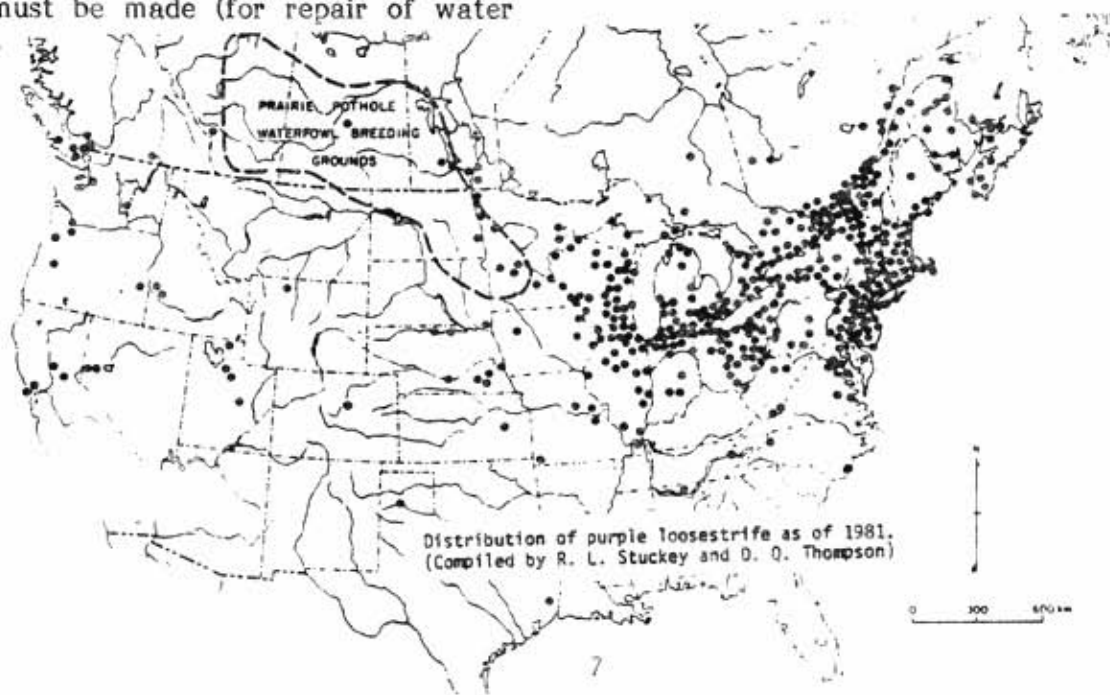 must be made (for repair of water
PRAIRIE POTHOLE
WATERFOWL BREEDING
GROUNDS
Distribution of purple loosestrife as of 1981.
(Compiled by R. L. Stuckey and D. Q. Thompson)
0 300 600 km
7